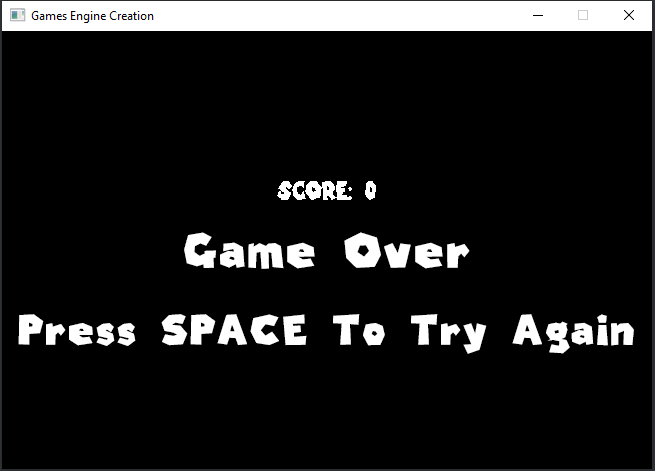 Games Engine Creation
SCORE: 0
Game Over
Press SPACE To Try Again